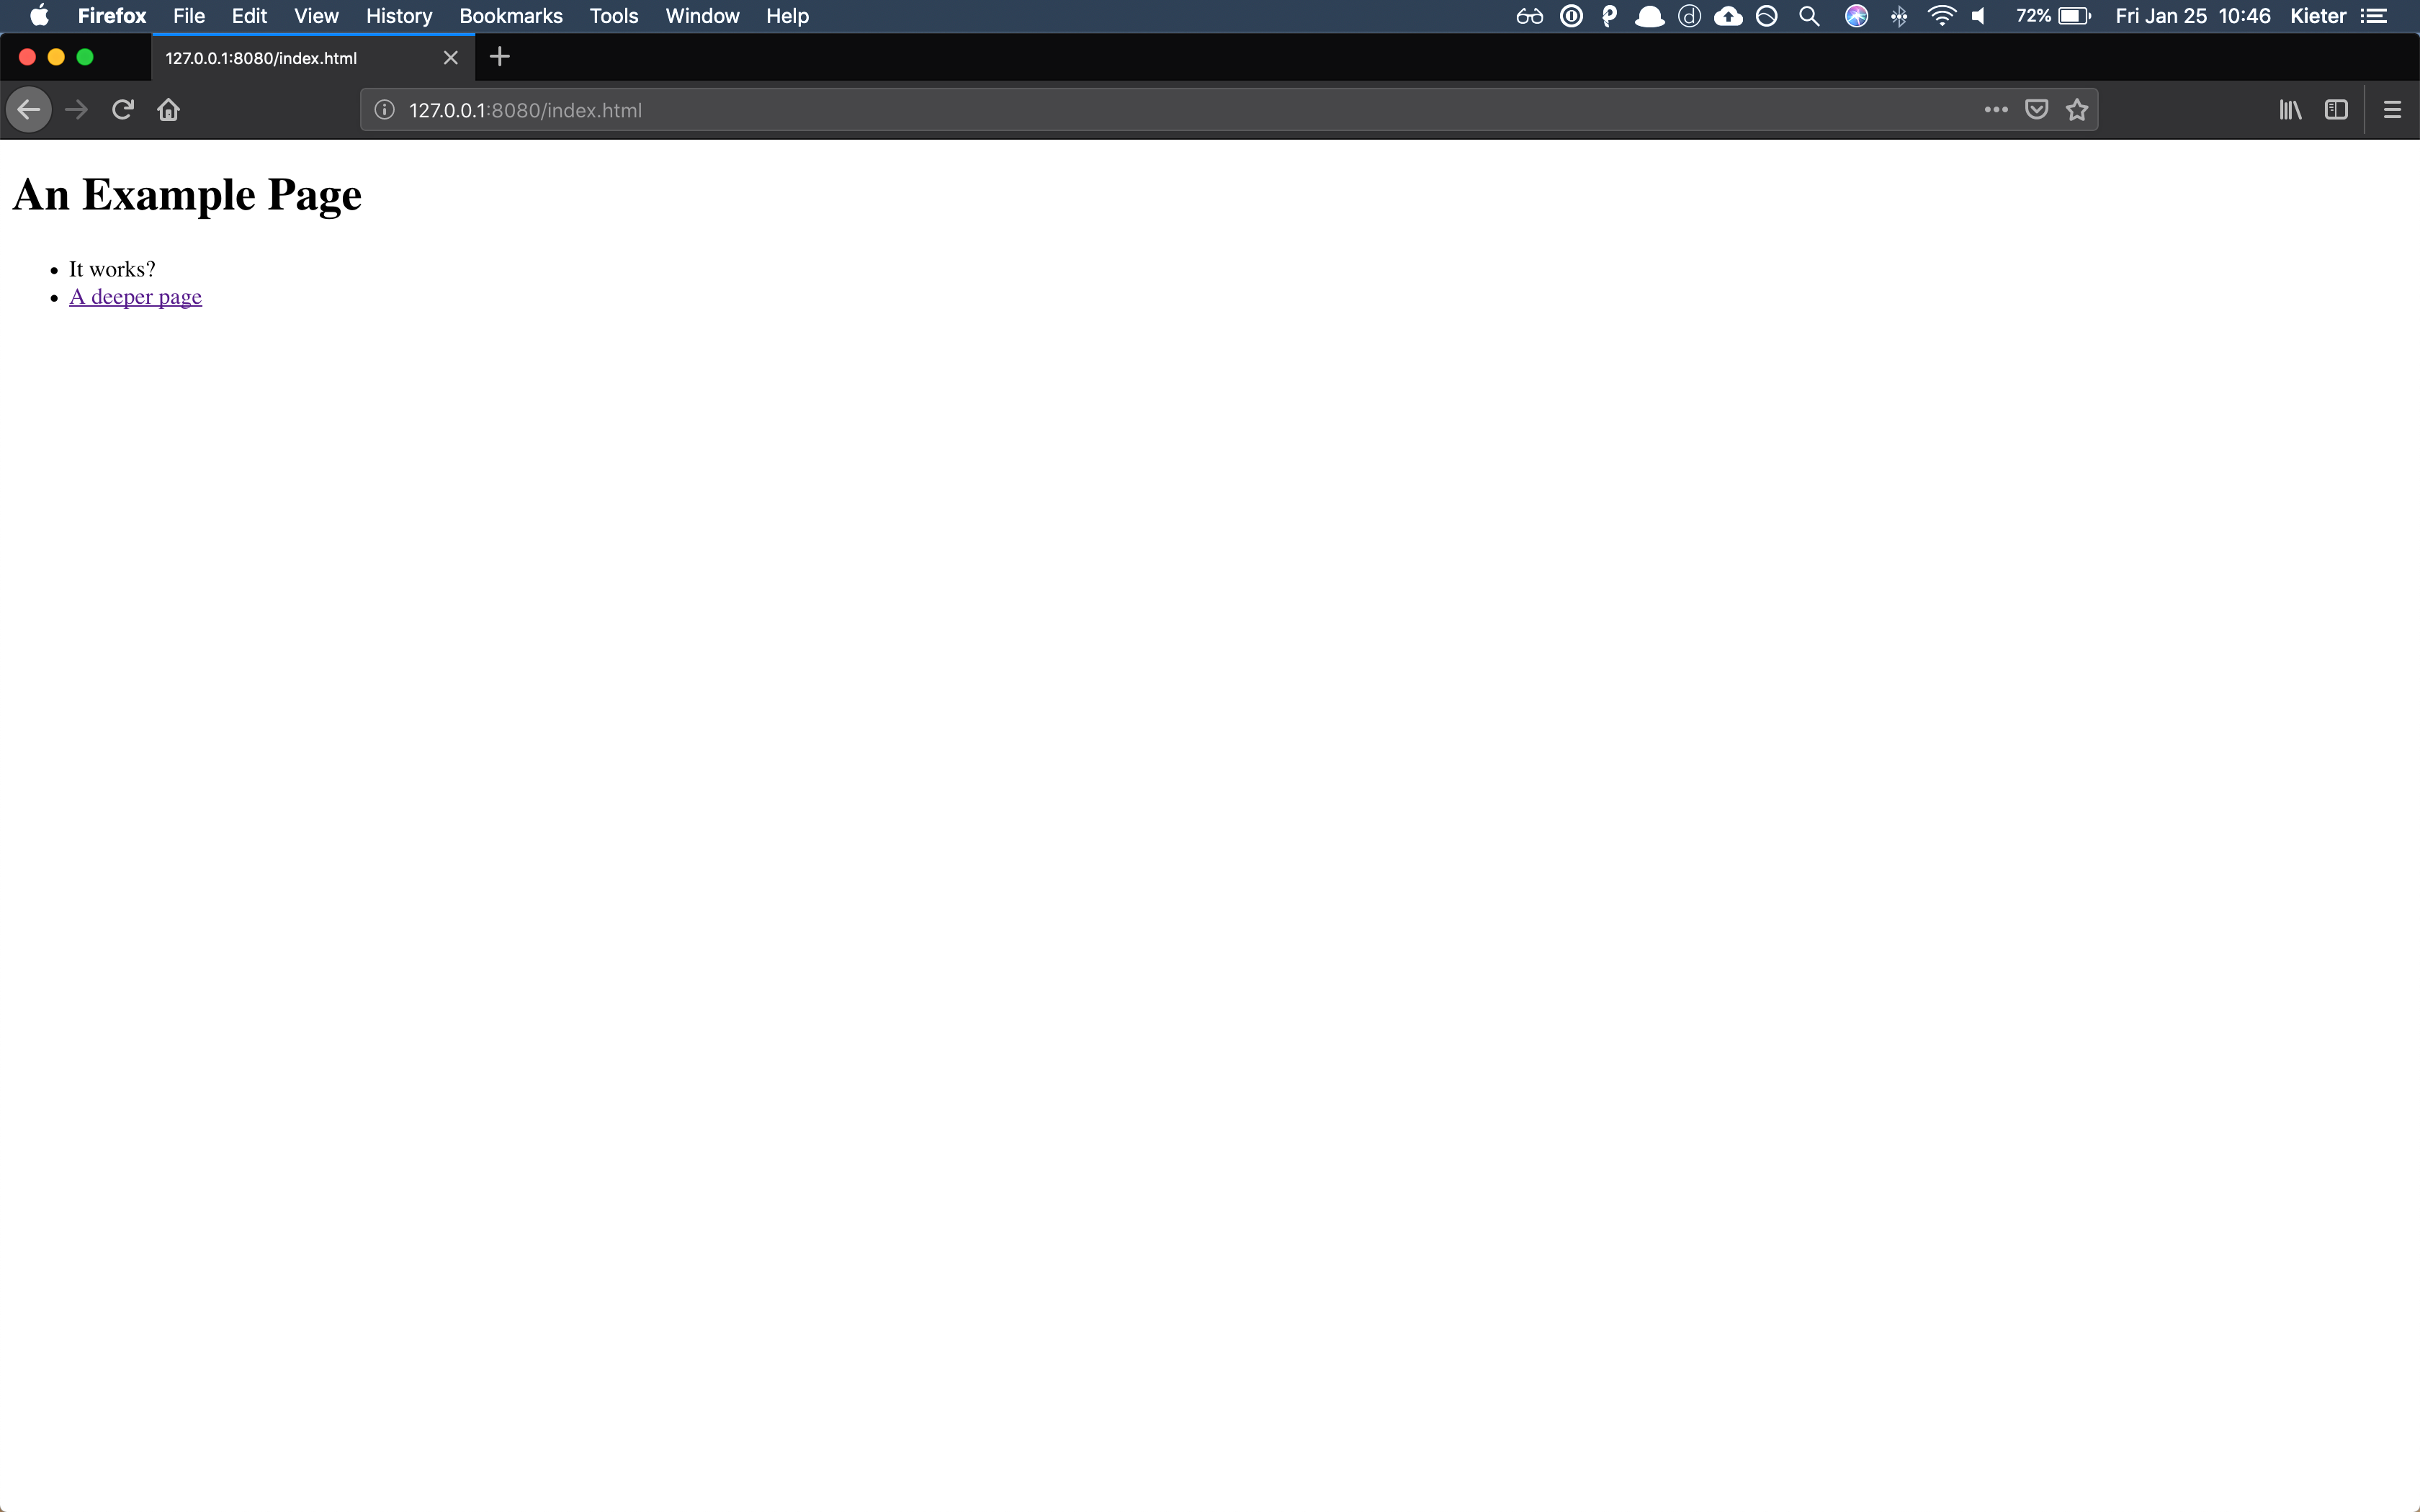 Firefox File Edit View History Bookmarks Tools Window Help 72% Fri Jan 25 10:46 Kieter
127.0.0.1:8080/index.html
127.0.0.1:8080/index.html
An Example Page
• It works?
• A deeper page